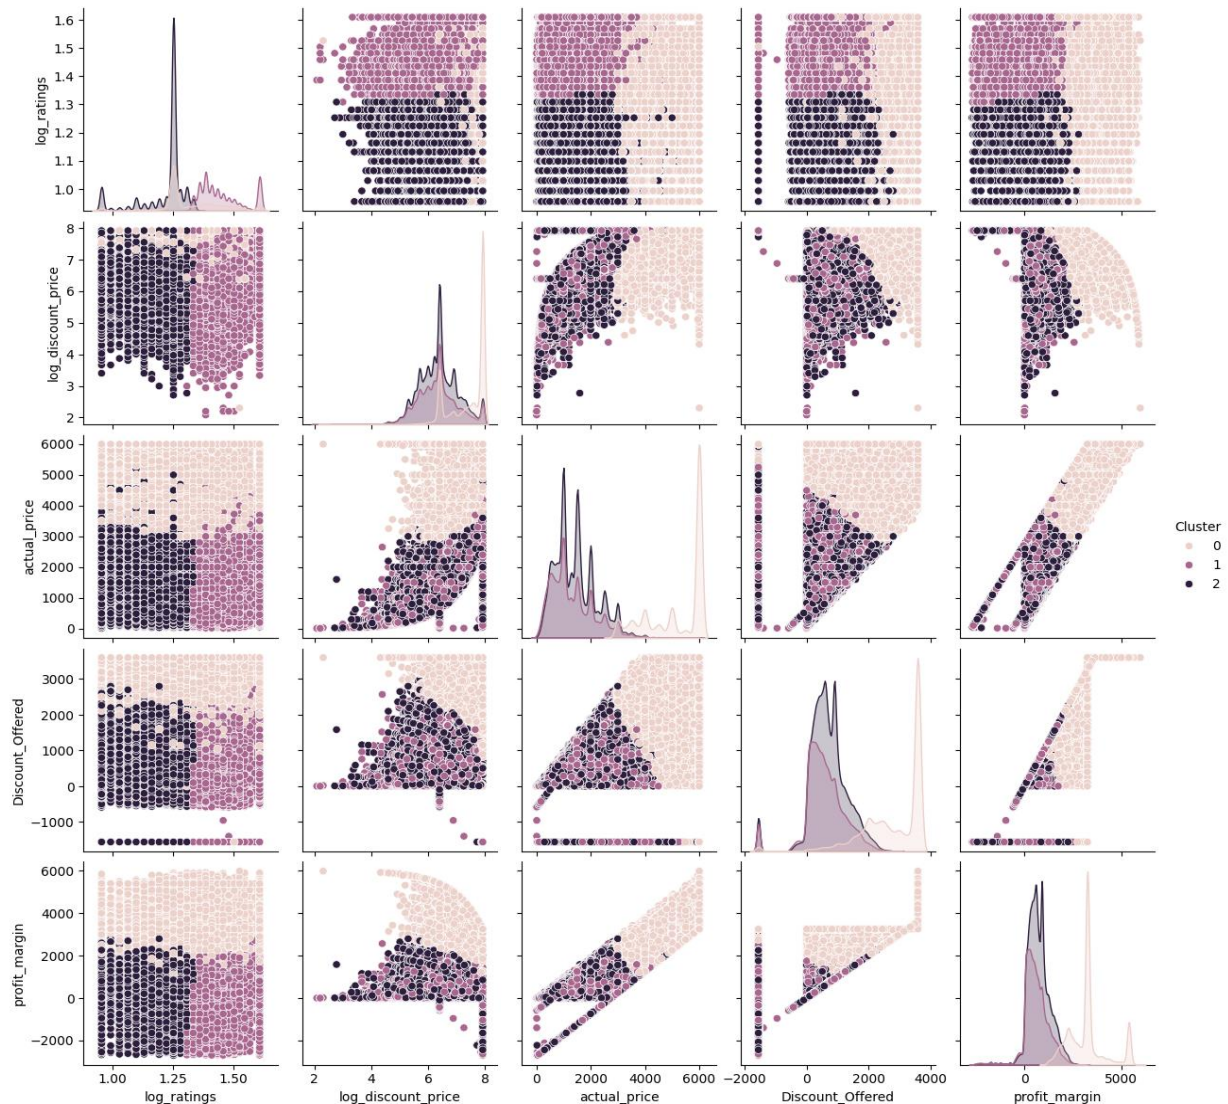 1.6
1.5
1.4
1.3
1.2
1.1
1.0
log_ratings
8
7
6
5
4
3
2
log_discount_price
6000
5000
4000
3000
2000
1000
0
actual_price
Cluster
0
1
2
3000
2000
1000
0
−1000
Discount_Offered
6000
4000
2000
0
−2000
profit_margin
1.00 1.25 1.50
2 4 6 8
0 2000 4000 6000
−2000 0 2000 4000
0 5000
log_ratings
log_discount_price
actual_price
Discount_Offered
profit_margin